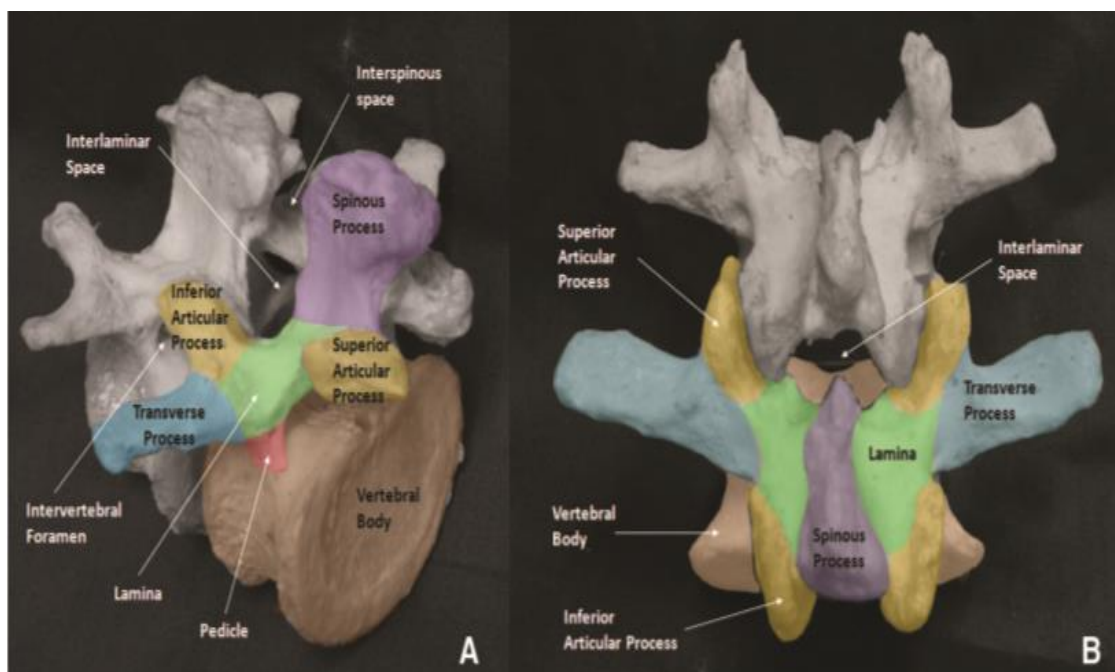 Interspinous
space
Interlaminar
Space
Spinous
Process
Inferior
Articular
Process
Superior
Articular
Process
Transverse
Process
Vertebral
Body
Intervertebral
Foramen
Lamina
Pedicle
A
Superior
Articular
Process
Interlaminar
Space
Transverse
Process
Lamina
Vertebral
Body
Spinous
Process
Inferior
Articular Process
B